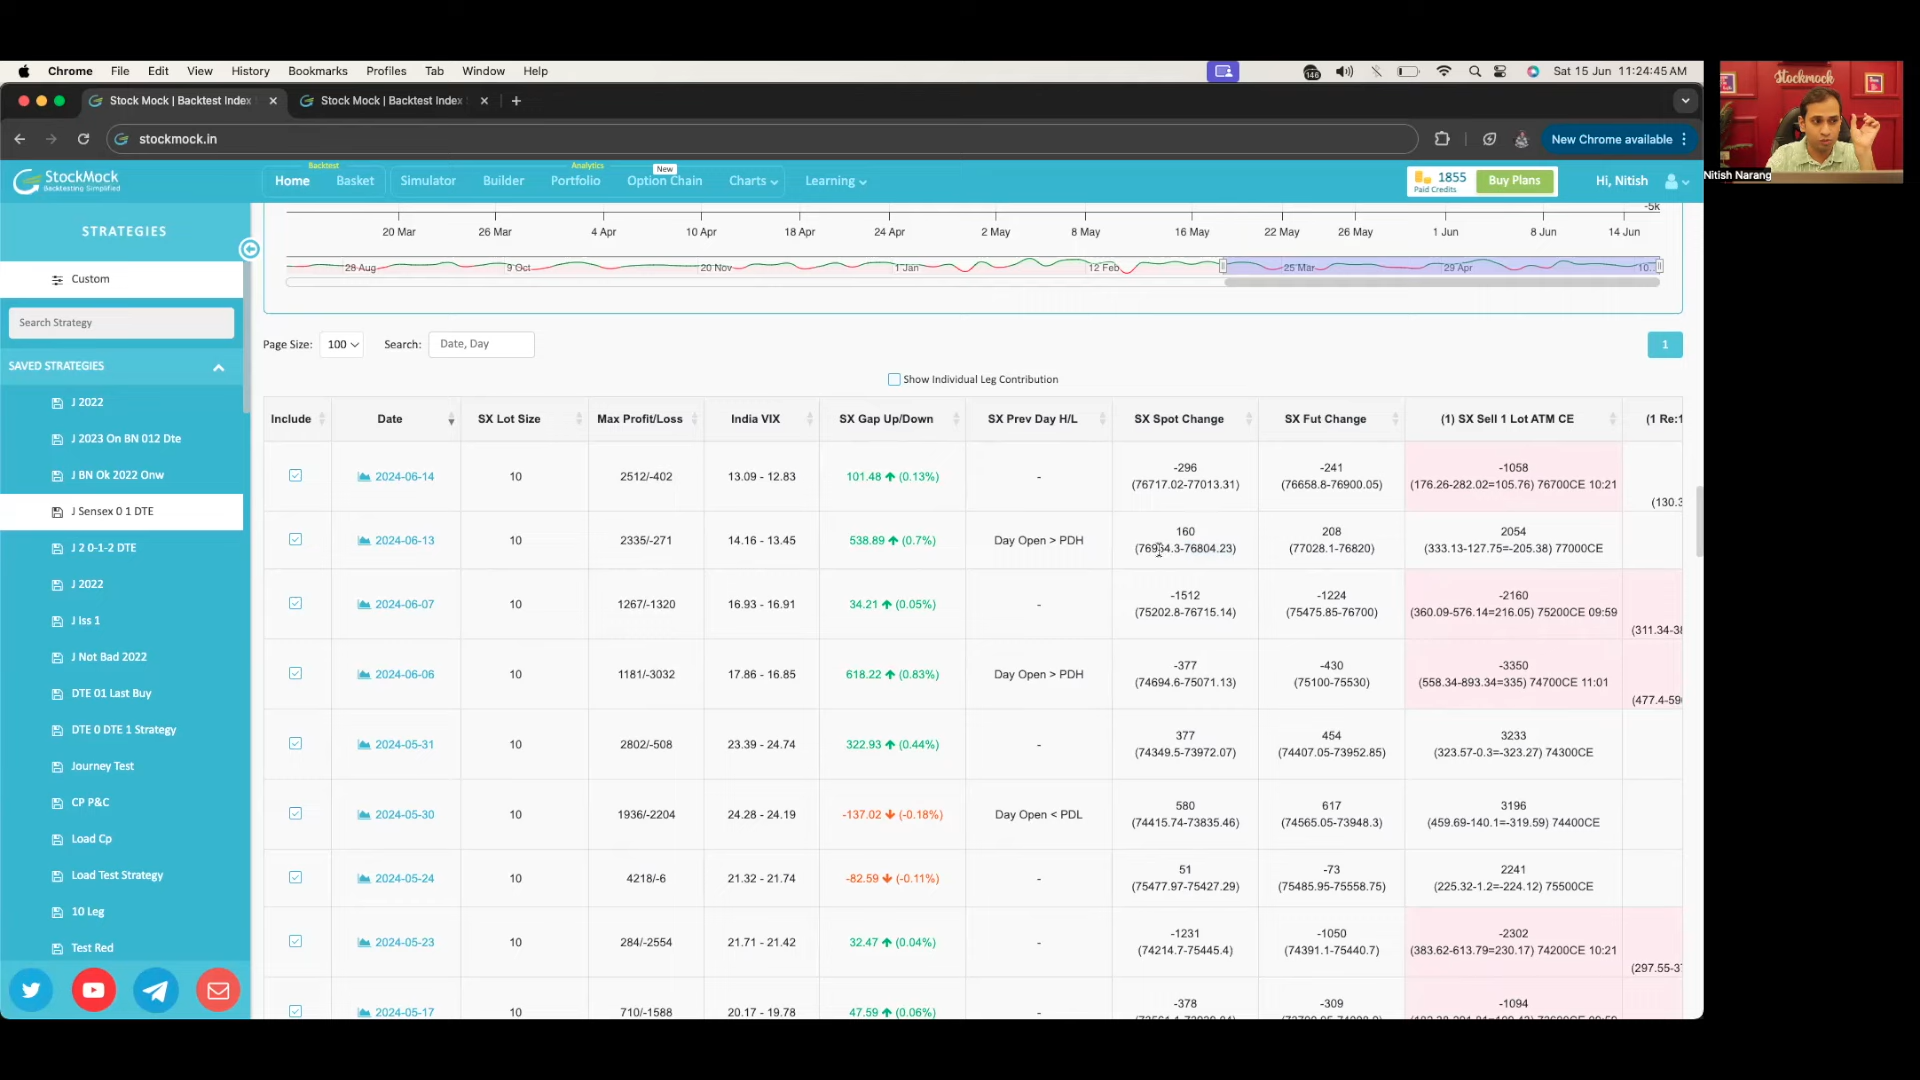 Chrome File Edit View History Bookmarks Profiles Tab Window Help
146
Sat 15 Jun 11:24:45 AM
Stock Mock | Backtest Index
Stock Mock | Backtest Index
stockmock.in
New Chrome available
Stockmock
Nitish Narang
StockMock
Backtesting Simplified
Backtest
Analytics
New
Home Basket Simulator Builder Portfolio Option Chain Charts Learning
1855
Paid Credits
Buy Plans
Hi, Nitish
STRATEGIES
Custom
Search Strategy
SAVED STRATEGIES
J 2022
J 2023 On BN 012 Dte
J BN Ok 2022 Onw
J Sensex 0 1 DTE
J 2 0-1-2 DTE
J 2022
J Iss 1
J Not Bad 2022
DTE 01 Last Buy
DTE 0 DTE 1 Strategy
Journey Test
CP P&C
Load Cp
Load Test Strategy
10 Leg
Test Red
-5k
20 Mar 26 Mar 4 Apr 10 Apr 18 Apr 24 Apr 2 May 8 May 16 May 22 May 26 May 1 Jun 8 Jun 14 Jun
28 Aug 9 Oct 20 Nov 1 Jan 12 Feb 25 Mar 29 Apr 10.
Page Size: 100 Search: Date, Day
1
Show Individual Leg Contribution
Include Date SX Lot Size Max Profit/Loss India VIX SX Gap Up/Down SX Prev Day H/L SX Spot Change SX Fut Change (1) SX Sell 1 Lot ATM CE (1 Re:1
2024-06-14 10 2512/-402 13.09 - 12.83 101.48 (0.13%) - -296 -241 -1058
(76717.02-77013.31) (76658.8-76900.05) (176.26-282.02=105.76) 76700CE 10:21
(130.3
2024-06-13 10 2335/-271 14.16 - 13.45 538.89 (0.7%) Day Open > PDH 160 208 2054
(77028.1-76820) (333.13-127.75=-205.38) 77000CE
2024-06-07 10 1267/-1320 16.93 - 16.91 34.21 (0.05%) - -1512 -1224 -2160
(75202.8-76715.14) (75475.85-76700) (360.09-576.14=216.05) 75200CE 09:59
(311.34-38
2024-06-06 10 1181/-3032 17.86 - 16.85 618.22 (0.83%) Day Open > PDH -377 -430 -3350
(74694.6-75071.13) (75100-75530) (558.34-893.34=335) 74700CE 11:01
(477.4-59
2024-05-31 10 2802/-508 23.39 - 24.74 322.93 (0.44%) - 377 454 3233
(74349.5-73972.07) (74407.05-73952.85) (323.57-0.3=-323.27) 74300CE
2024-05-30 10 1936/-2204 24.28 - 24.19 -137.02 (-0.18%) Day Open < PDL 580 617 3196
(74415.74-73835.46) (74565.05-73948.3) (459.69-140.1=-319.59) 74400CE
2024-05-24 10 4218/-6 21.32 - 21.74 -82.59 (-0.11%) - 51 -73 2241
(75477.97-75427.29) (75485.95-75558.75) (225.32-1.2=-224.12) 75500CE
2024-05-23 10 284/-2554 21.71 - 21.42 32.47 (0.04%) - -1231 -1050 -2302
(74214.7-75445.4) (74391.1-75440.7) (383.62-613.79=230.17) 74200CE 10:21
(297.55-37
2024-05-17 10 710/-1588 20.17 - 19.78 47.59 (0.06%) - -378 -309 -1094